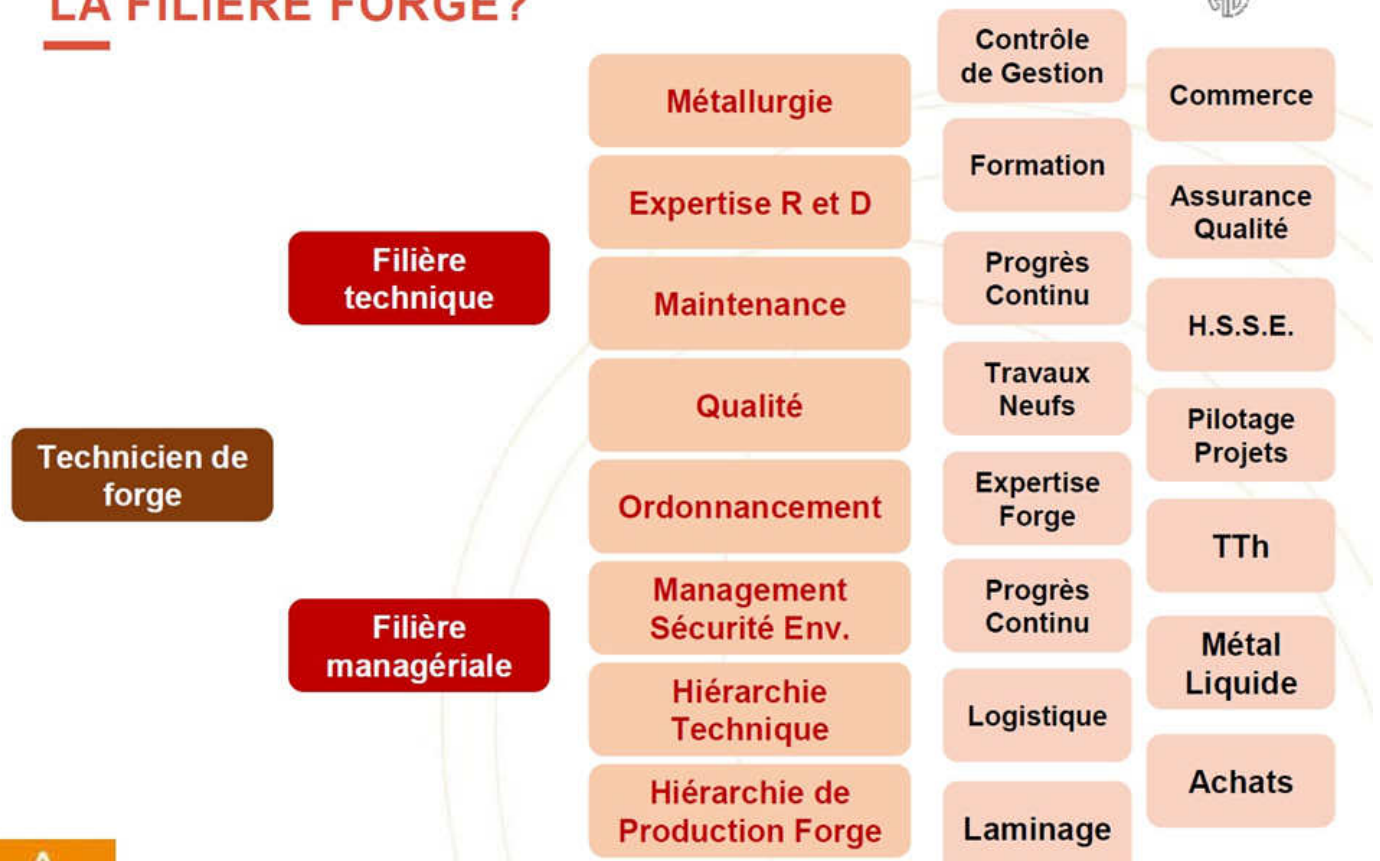 LA FILIÈRE FORGE?
Technicien de
forge
Filière
technique
Filière
managériale
Métallurgie
Expertise R et D
Maintenance
Qualité
Ordonnancement
Management
Sécurité Env.
Hiérarchie
Technique
Hiérarchie de
Production Forge
Contrôle
de Gestion
Formation
Progrès
Continu
Travaux
Neufs
Expertise
Forge
Progrès
Continu
Logistique
Laminage
Commerce
Assurance
Qualité
H.S.S.E.
Pilotage
Projets
TTh
Métal
Liquide
Achats